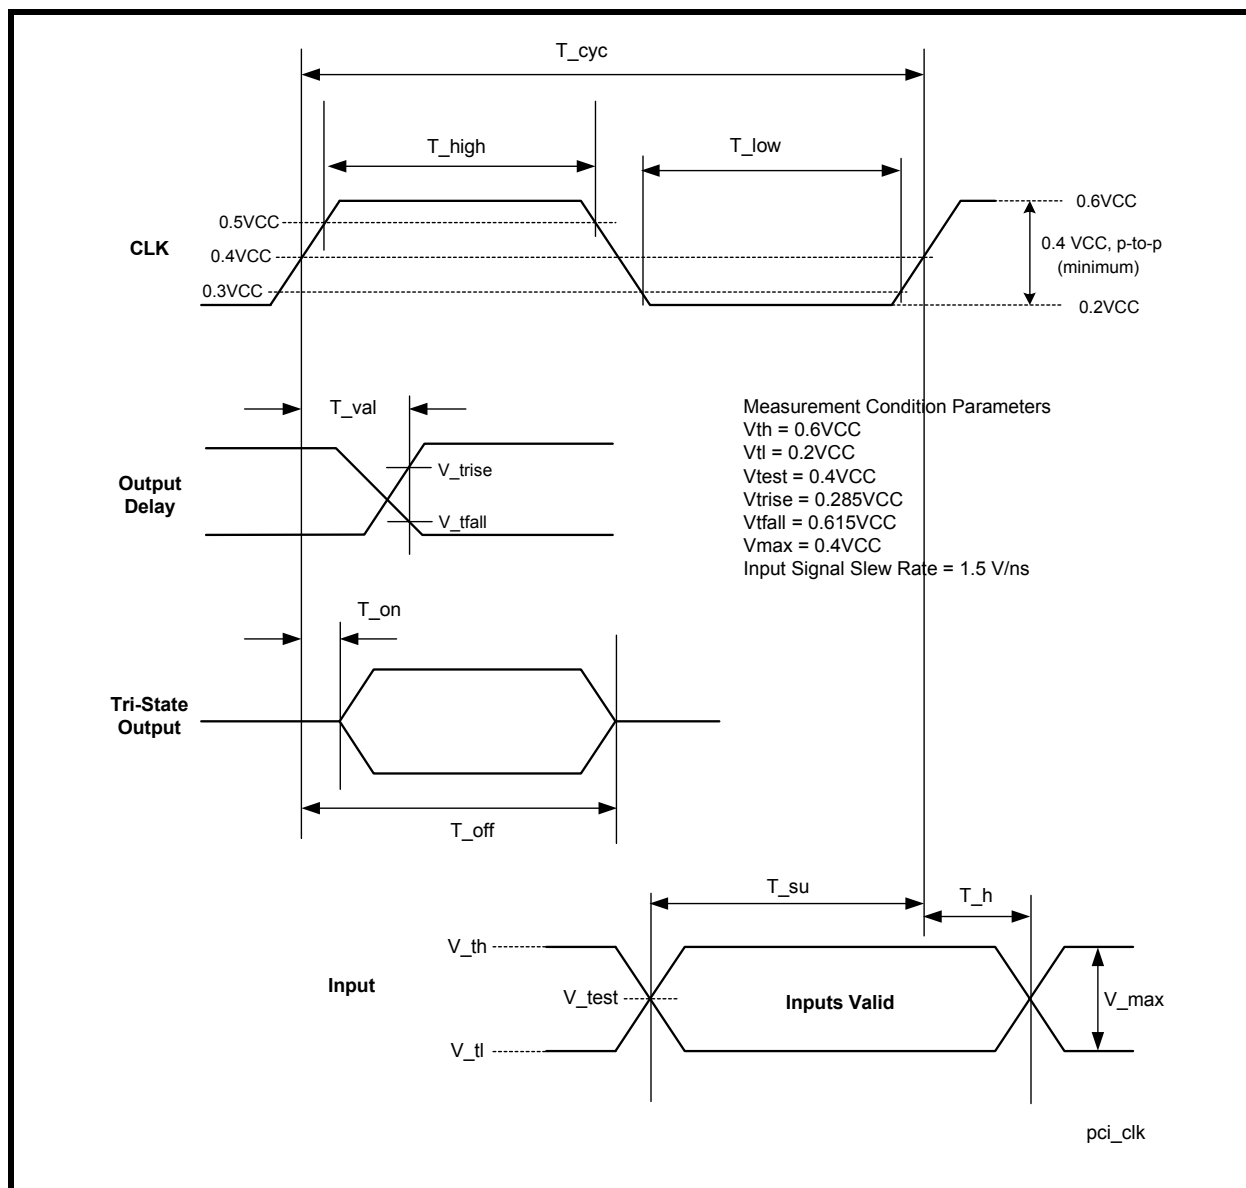 T_cyc
T_high
T_low
0.5VCC
0.6VCC
CLK
0.4VCC
0.4 VCC, p-to-p
(minimum)
0.3VCC
0.2VCC
T_val
V_trise
V_tfall
Output
Delay
Measurement Condition Parameters
Vth = 0.6VCC
Vtl = 0.2VCC
Vtest = 0.4VCC
Vtrise = 0.285VCC
Vtfall = 0.615VCC
Vmax = 0.4VCC
Input Signal Slew Rate = 1.5 V/ns
T_on
Tri-State
Output
T_off
T_su
T_h
V_th
Input
V_test
Inputs Valid
V_max
V_tl
pci_clk